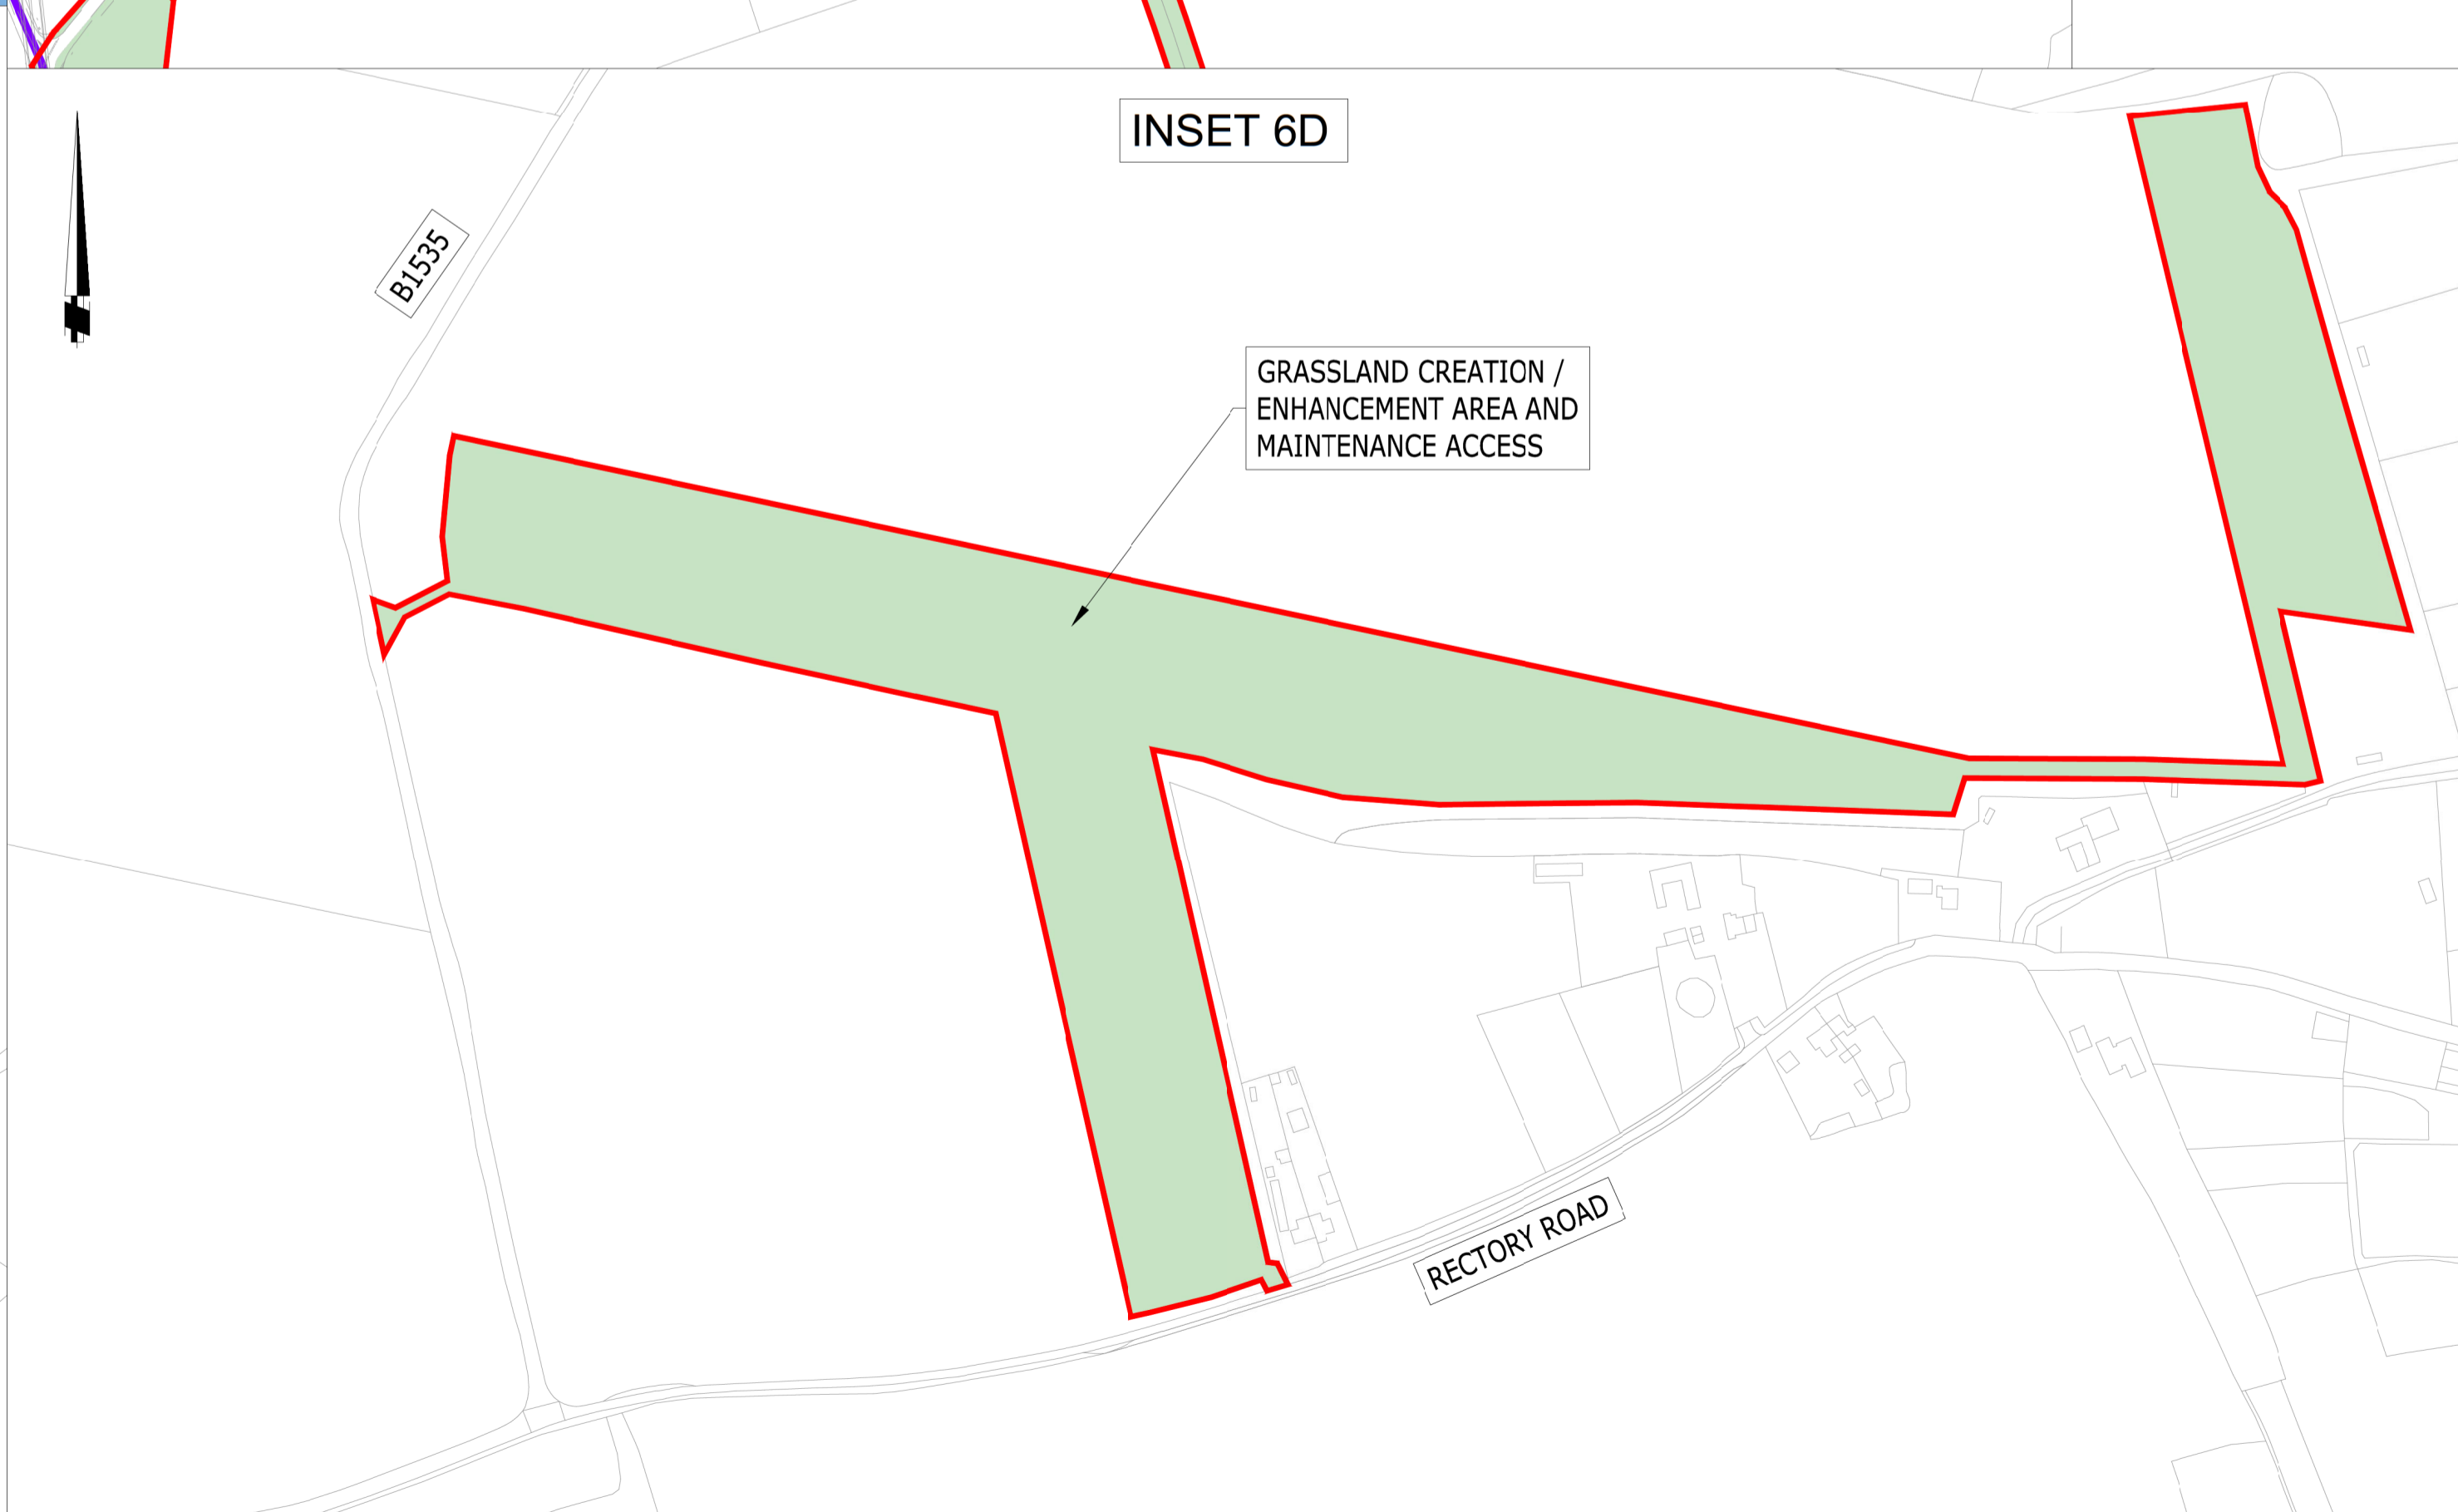 INSET 6D
B1535
GRASSLAND CREATION /
ENHANCEMENT AREA AND
MAINTENANCE ACCESS
RECTORY ROAD